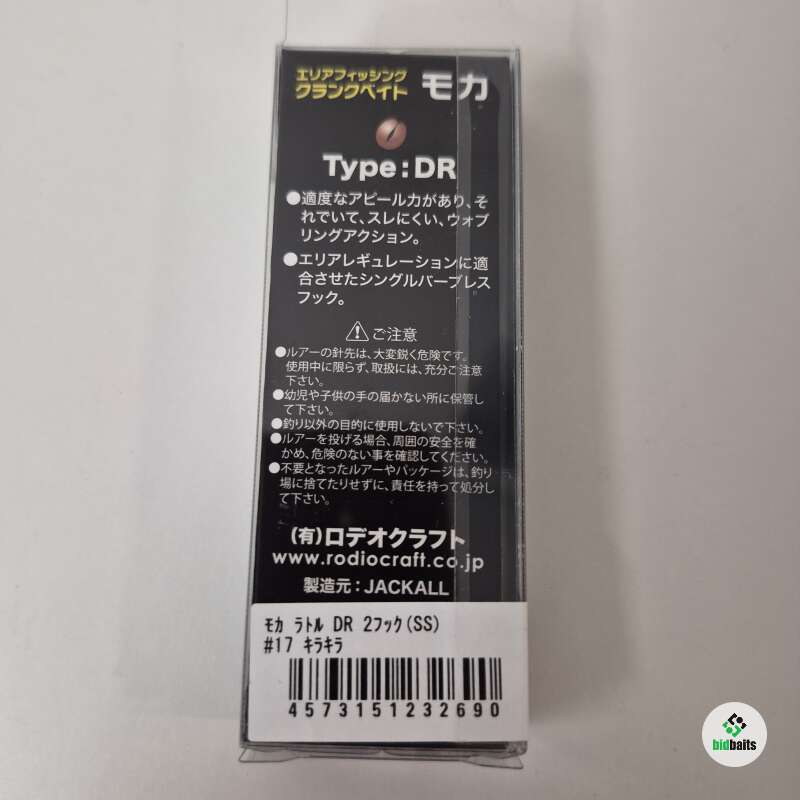 エリアフィッシング
クランクベイト モカ
Type:DR
●適度なアピール力があり、そ
れでいて、スレにくい、ウォブ
リングアクション。
●エリアレギュレーションに適
合させたシングルバーブレス
フック。
⚠ご注意
●ルアーの針先は、大変鋭く危険です。
使用中に限らず、取扱には、充分ご注意
下さい。
●幼児や子供の手の届かない所に保管し
て下さい。
●釣り以外の目的に使用しないで下さい。
●ルアーを投げる場合、周囲の安全を確
かめ、危険のない事を確認してください。
●不要となったルアーやパッケージは、釣り
場に捨てたりせずに、責任を持って処分し
て下さい。
(有)ロデオクラフト
www.rodiocraft.co.jp
製造元:JACKALL
ﾓｶ ﾗﾄﾙ DR 2ﾌｯｸ(SS)
#17 ｷﾗｷﾗ
4573151232690
bidbaits